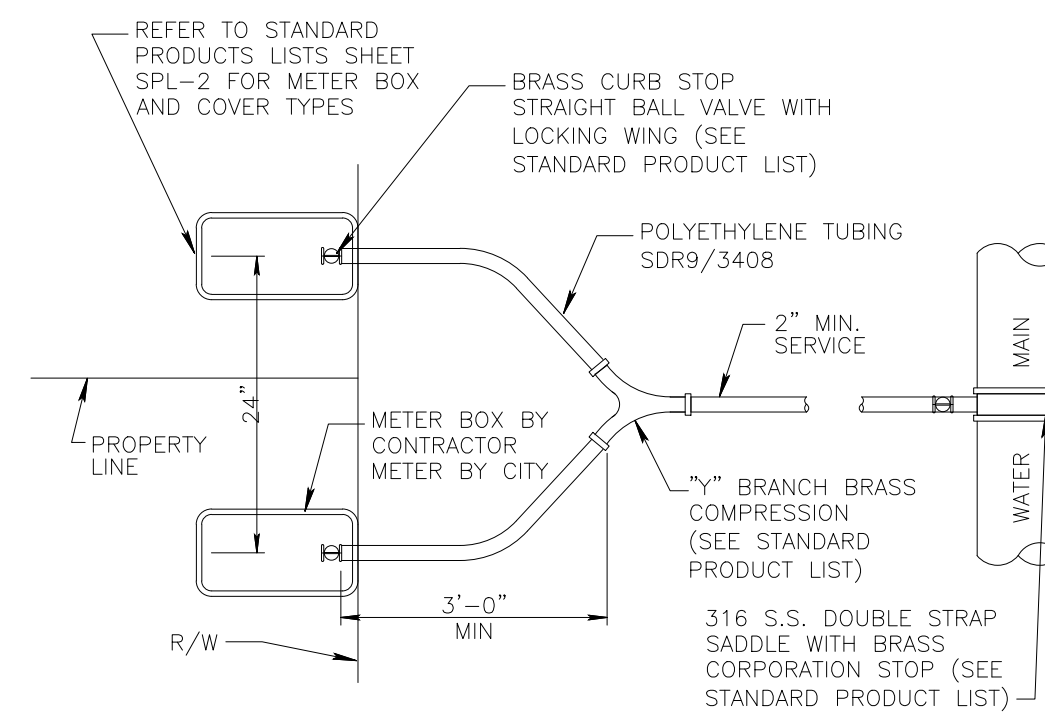 REFER TO STANDARD
PRODUCTS LISTS SHEET
SPL-2 FOR METER BOX
AND COVER TYPES
BRASS CURB STOP
STRAIGHT BALL VALVE WITH
LOCKING WING (SEE
STANDARD PRODUCT LIST)
POLYETHYLENE TUBING
SDR9/3408
2" MIN.
SERVICE
MAIN
WATER
24"
PROPERTY
LINE
METER BOX BY
CONTRACTOR
METER BY CITY
"Y" BRANCH BRASS
COMPRESSION
(SEE STANDARD
PRODUCT LIST)
3'-0"
MIN
R/W
316 S.S. DOUBLE STRAP
SADDLE WITH BRASS
CORPORATION STOP (SEE
STANDARD PRODUCT LIST)